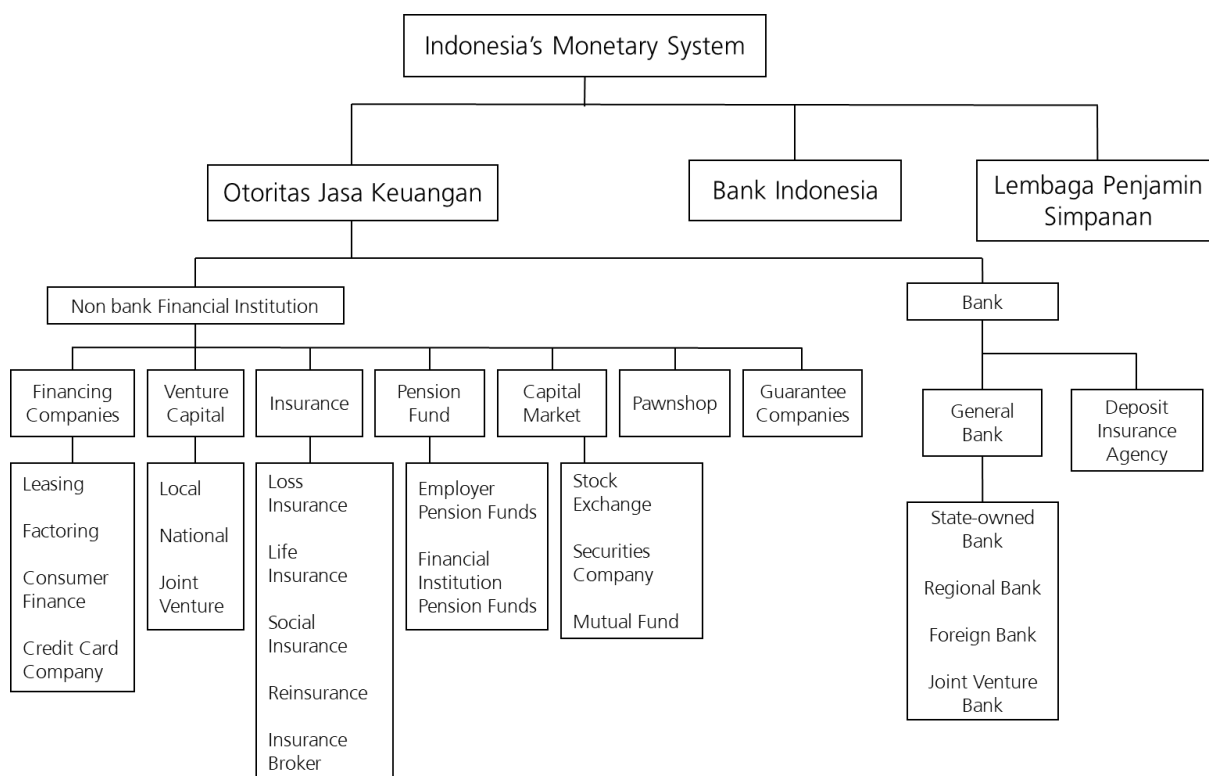 Indonesia's Monetary System
Otoritas Jasa Keuangan
Bank Indonesia
Lembaga Penjamin
Simpanan
Non bank Financial Institution
Bank
Financing
Companies
Venture
Capital
Insurance
Pension
Fund
Capital
Market
Pawnshop
Guarantee
Companies
General
Bank
Deposit
Insurance
Agency
Leasing
Factoring
Consumer
Finance
Credit Card
Company
Local
National
Joint
Venture
Loss
Insurance
Life
Insurance
Social
Insurance
Reinsurance
Insurance
Broker
Employer
Pension Funds
Financial
Institution
Pension Funds
Stock
Exchange
Securities
Company
Mutual Fund
State-owned
Bank
Regional Bank
Foreign Bank
Joint Venture
Bank